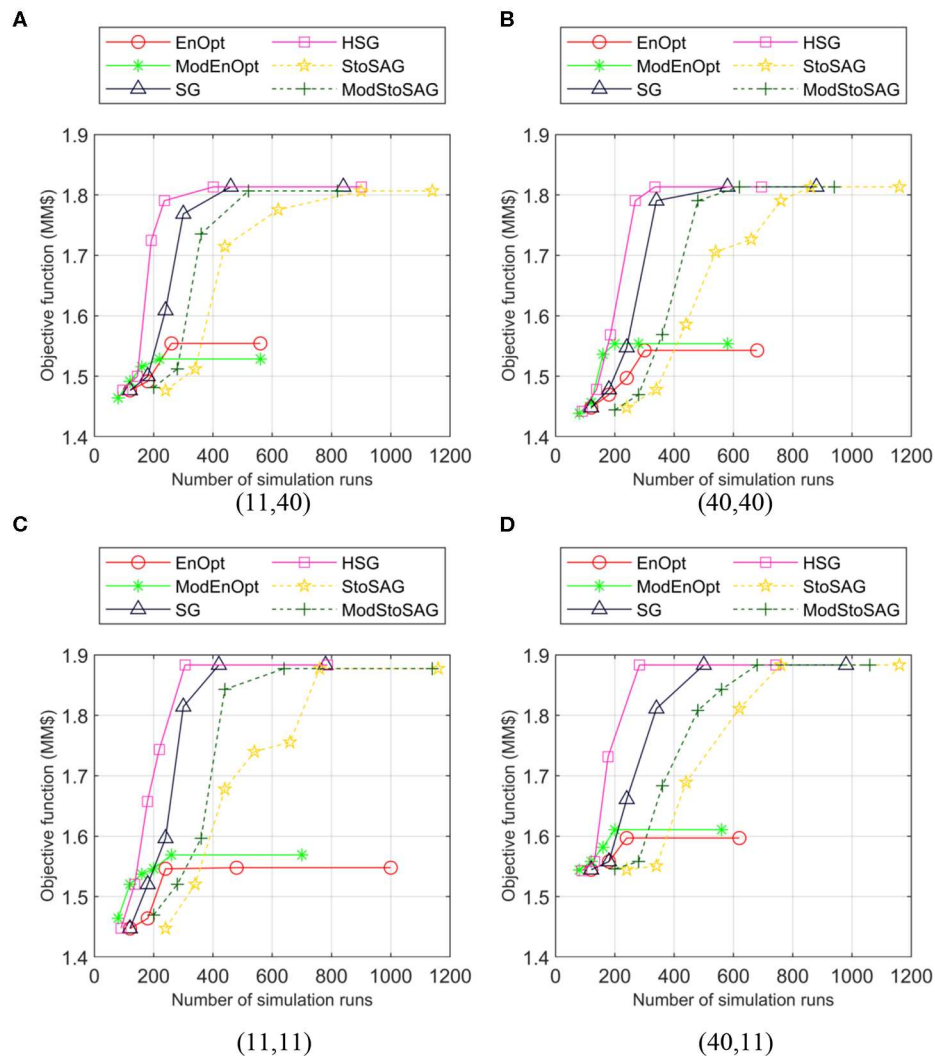 A
EnOpt HSG
ModEnOpt StoSAG
SG ModStoSAG
Objective function (MM$)
1.9
1.8
1.7
1.6
1.5
1.4
0 200 400 600 800 1000 1200
Number of simulation runs
(11,40)
B
EnOpt HSG
ModEnOpt StoSAG
SG ModStoSAG
Objective function (MM$)
1.9
1.8
1.7
1.6
1.5
1.4
0 200 400 600 800 1000 1200
Number of simulation runs
(40,40)
C
EnOpt HSG
ModEnOpt StoSAG
SG ModStoSAG
Objective function (MM$)
1.9
1.8
1.7
1.6
1.5
1.4
0 200 400 600 800 1000 1200
Number of simulation runs
(11,11)
D
EnOpt HSG
ModEnOpt StoSAG
SG ModStoSAG
Objective function (MM$)
1.9
1.8
1.7
1.6
1.5
1.4
0 200 400 600 800 1000 1200
Number of simulation runs
(40,11)